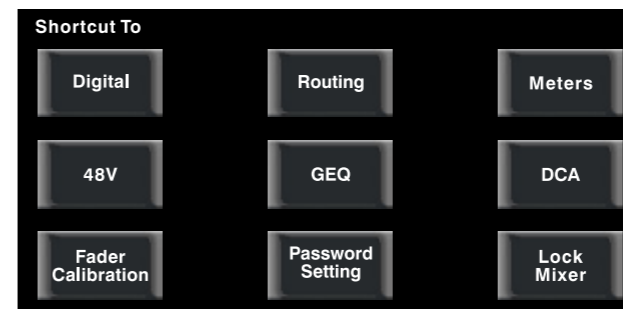 Shortcut To
Digital
Routing
Meters
48V
GEQ
DCA
Fader
Calibration
Password
Setting
Lock
Mixer